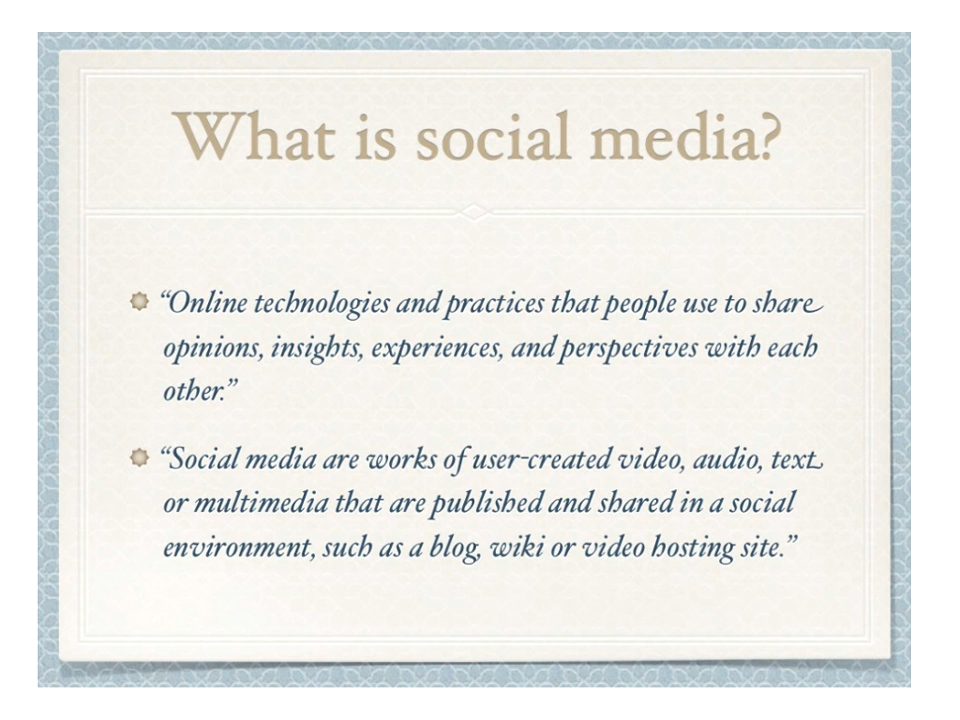 What is social media?
“Online technologies and practices that people use to share
opinions, insights, experiences, and perspectives with each
other.”
“Social media are works of user-created video, audio, text
or multimedia that are published and shared in a social
environment, such as a blog, wiki or video hosting site.”